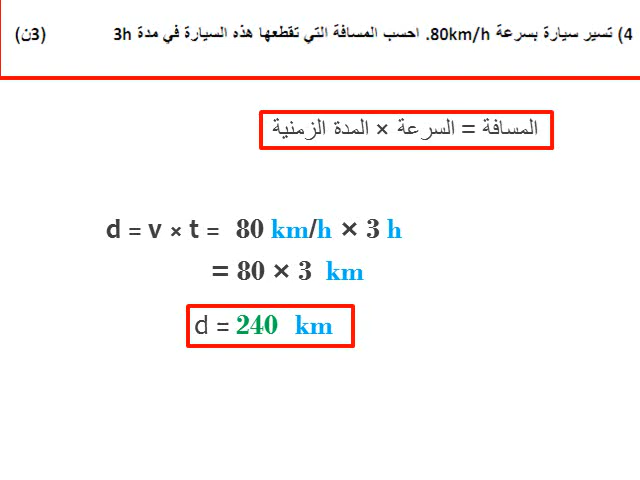 4) تسير سيارة بسرعة 80km/h. احسب المسافة التي تقطعها هذه السيارة في مدة 3h (3ن)
المسافة = السرعة × المدة الزمنية
d = v × t = 80 km/h × 3 h
= 80 × 3 km
d = 240 km